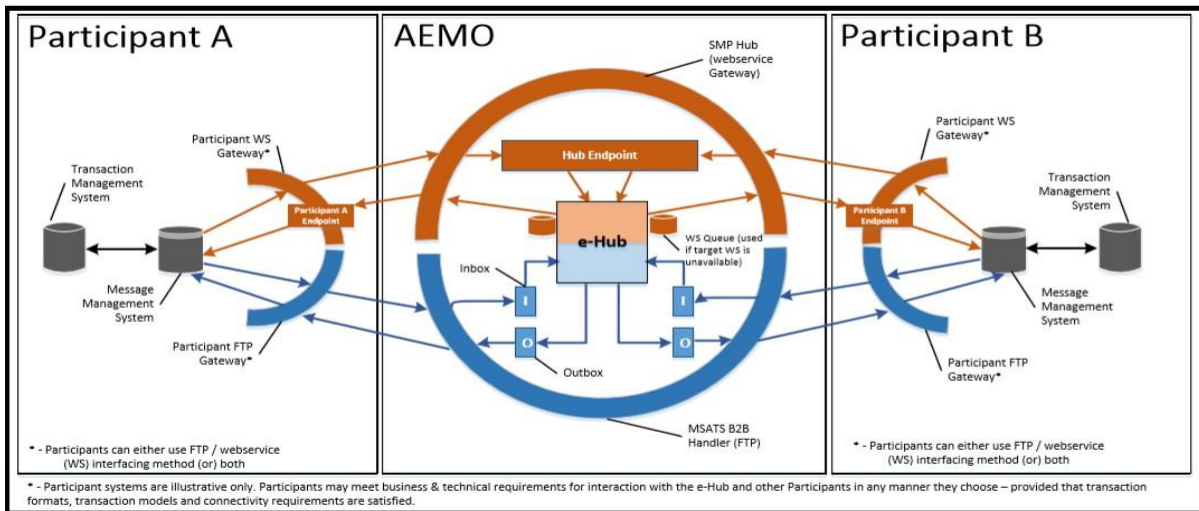 Participant A
AEMO
Participant B
SMP Hub
(webservice
Gateway)
Participant WS
Gateway*
Transaction
Management
System
Participant A
Endpoint
Message
Management
System
Participant FTP
Gateway*
* - Participants can either use FTP / webservice
(WS) interfacing method (or) both
Hub Endpoint
e-Hub
WS Queue (used
if target WS is
unavailable)
Inbox
I
I
O
O
Outbox
MSATS B2B
Handler (FTP)
Participant WS
Gateway*
Transaction
Management
System
Participant B
Endpoint
Message
Management
System
Participant FTP
Gateway*
* - Participants can either use FTP / webservice
(WS) interfacing method (or) both
* - Participant systems are illustrative only. Participants may meet business & technical requirements for interaction with the e-Hub and other Participants in any manner they choose – provided that transaction
formats, transaction models and connectivity requirements are satisfied.